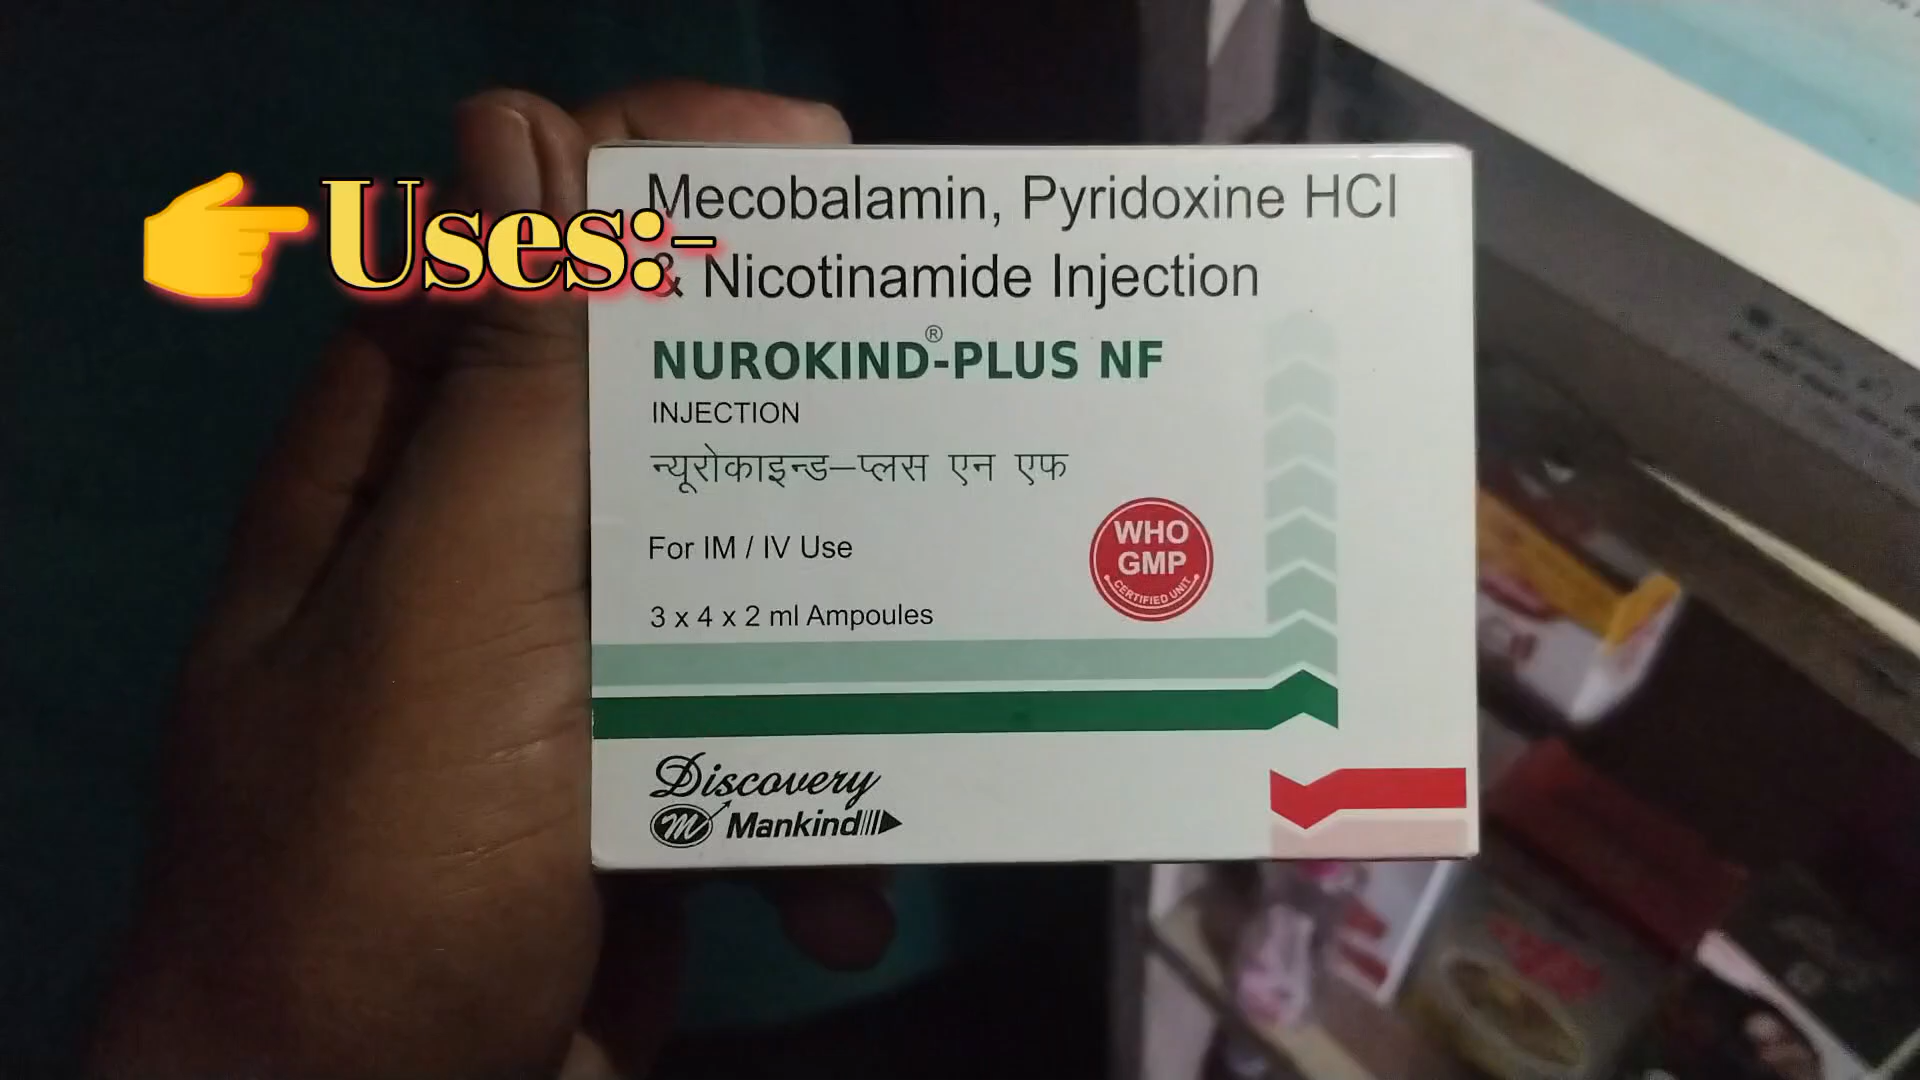 👉Uses:-
Mecobalamin, Pyridoxine HCl
& Nicotinamide Injection
NUROKIND®-PLUS NF
INJECTION
न्यूरोकाइन्ड–प्लस एन एफ
For IM / IV Use
WHO
GMP
CERTIFIED UNIT
3 x 4 x 2 ml Ampoules
Discovery
m Mankind